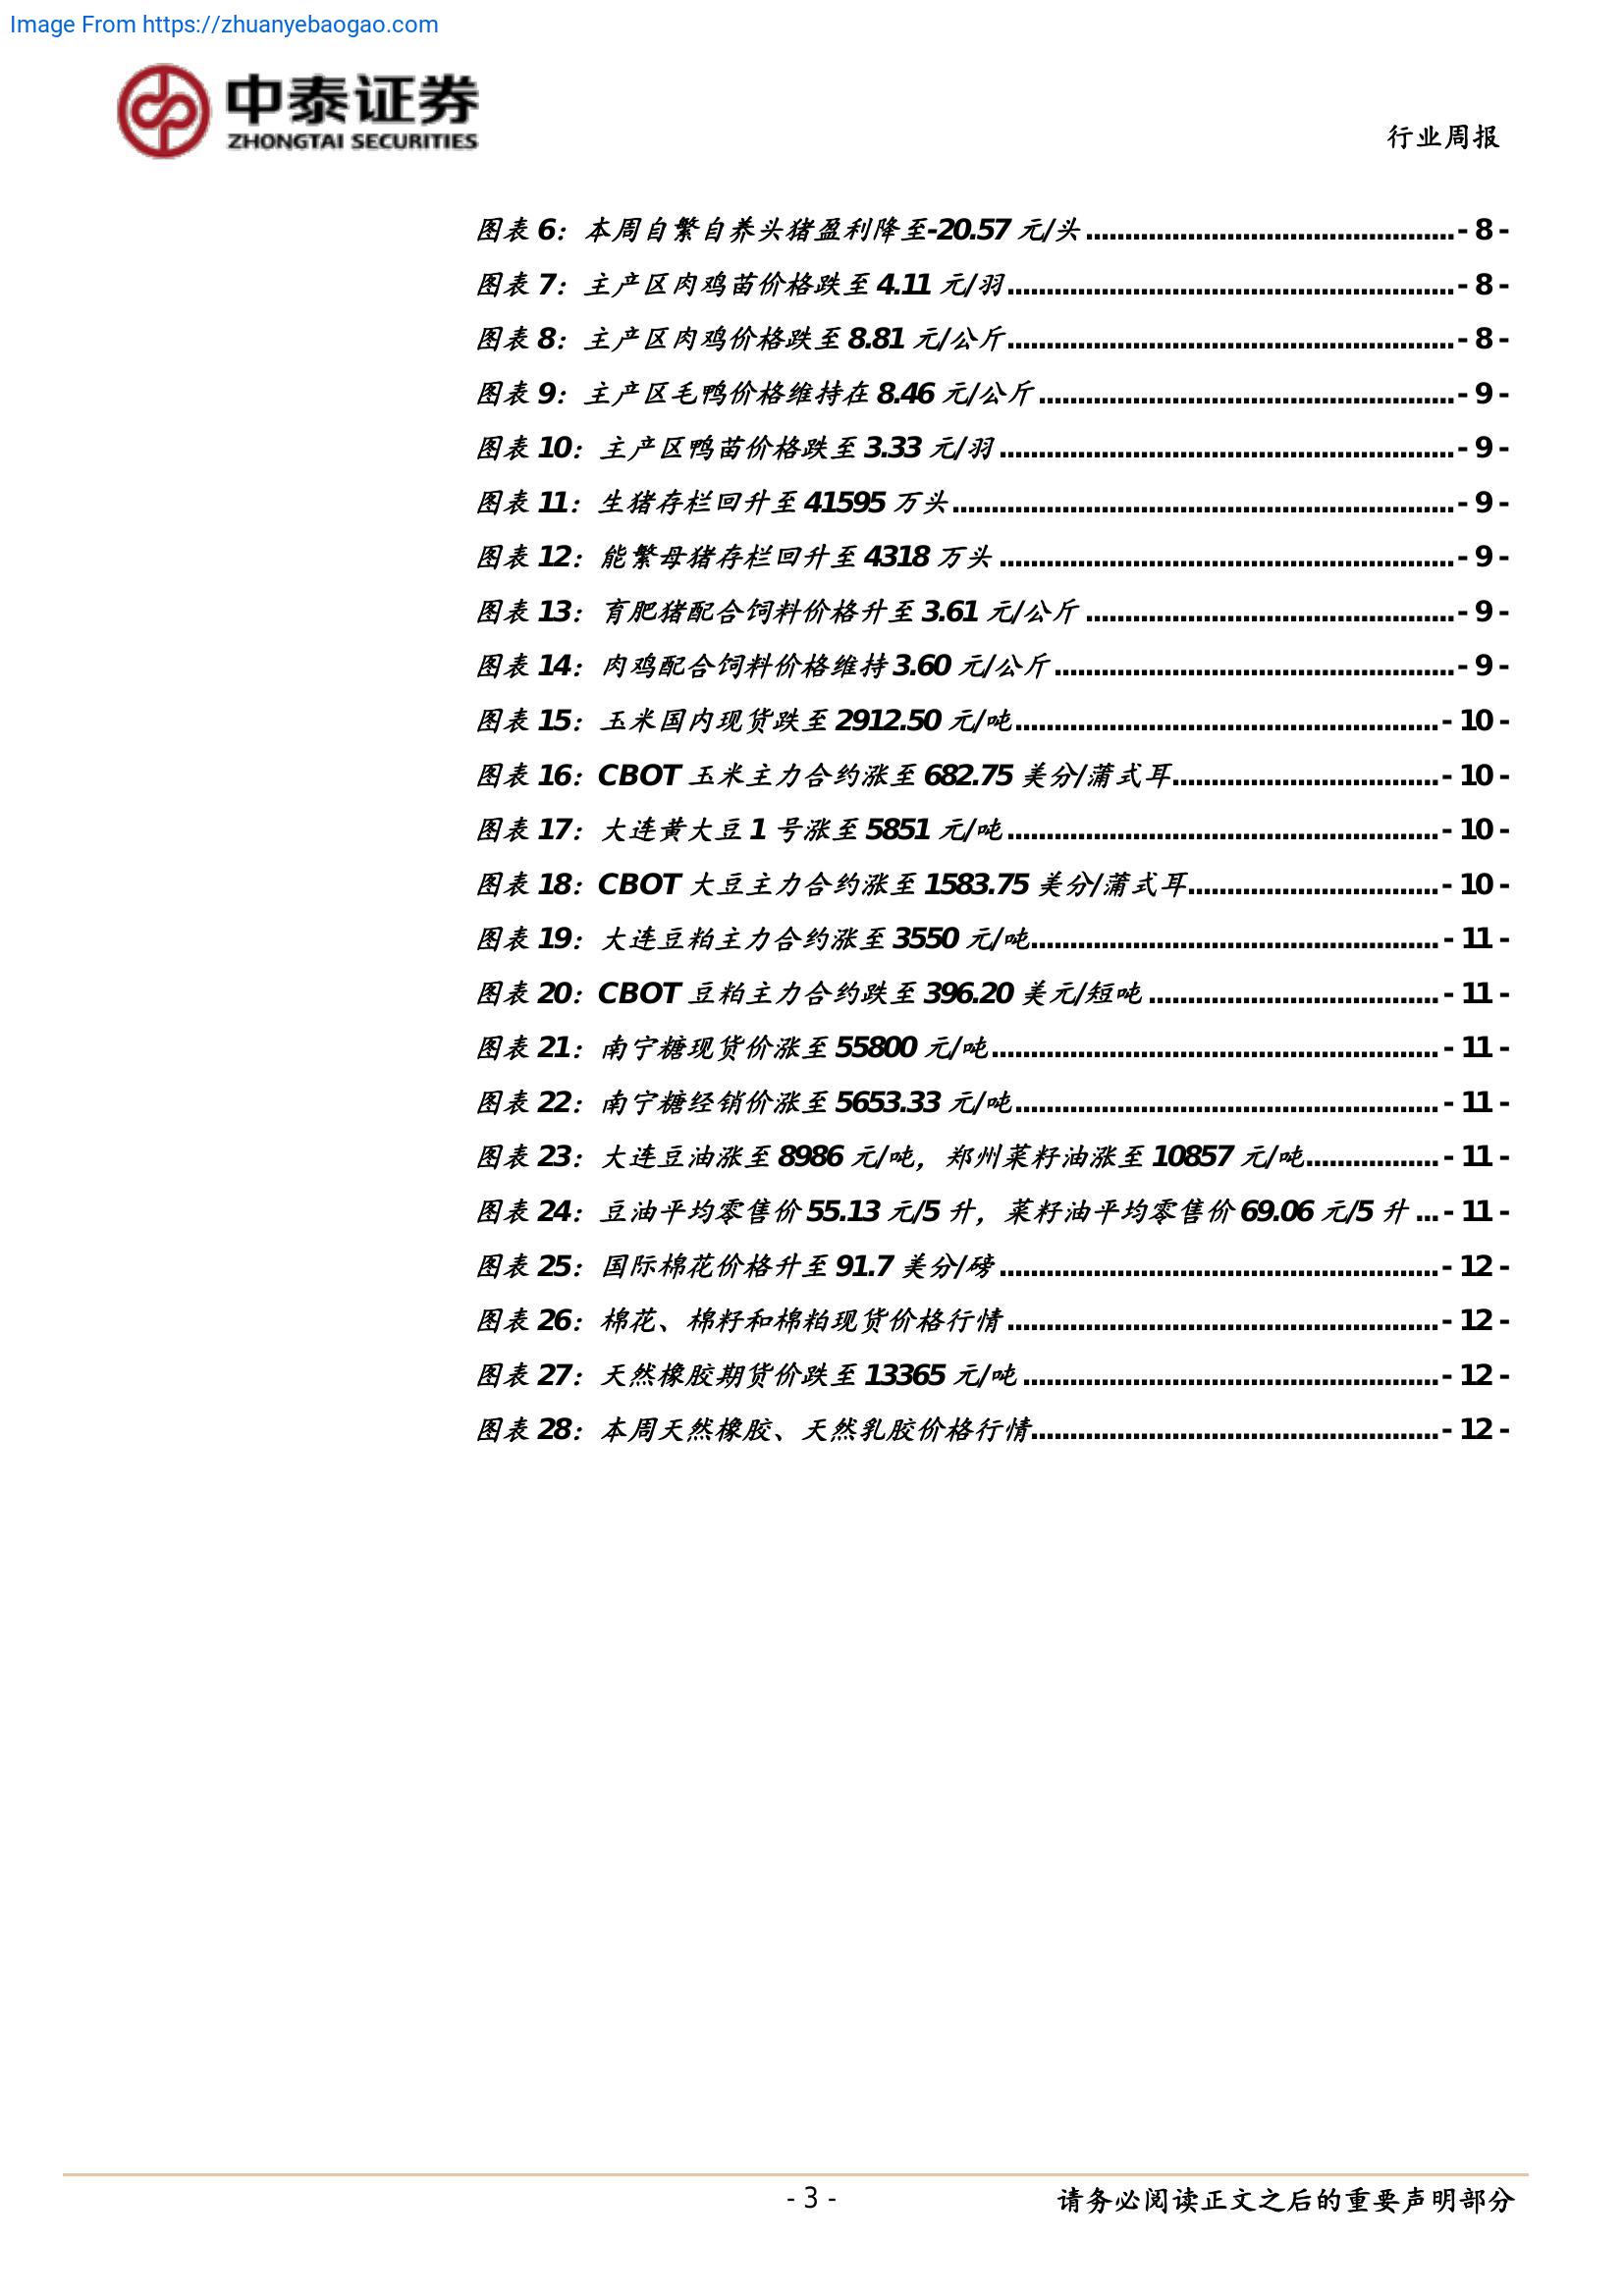 Image From https://zhuanyebaogao.com
中泰证券
ZHONGTAI SECURITIES
行业周报
图表 6：本周自繁自养头猪盈利降至-20.57 元/头 ............................................... - 8 -
图表 7：主产区肉鸡苗价格跌至 4.11 元/羽 ......................................................... - 8 -
图表 8：主产区肉鸡价格跌至 8.81 元/公斤 ......................................................... - 8 -
图表 9：主产区毛鸭价格维持在 8.46 元/公斤 ..................................................... - 9 -
图表 10：主产区鸭苗价格跌至 3.33 元/羽 .......................................................... - 9 -
图表 11：生猪存栏回升至 41595 万头 ................................................................ - 9 -
图表 12：能繁母猪存栏回升至 4318 万头 .......................................................... - 9 -
图表 13：育肥猪配合饲料价格升至 3.61 元/公斤 ............................................... - 9 -
图表 14：肉鸡配合饲料价格维持 3.60 元/公斤 ................................................... - 9 -
图表 15：玉米国内现货跌至 2912.50 元/吨 ...................................................... - 10 -
图表 16：CBOT 玉米主力合约涨至 682.75 美分/蒲式耳 .................................. - 10 -
图表 17：大连黄大豆 1 号涨至 5851 元/吨 ....................................................... - 10 -
图表 18：CBOT 大豆主力合约涨至 1583.75 美分/蒲式耳 ................................ - 10 -
图表 19：大连豆粕主力合约涨至 3550 元/吨 .................................................... - 11 -
图表 20：CBOT 豆粕主力合约跌至 396.20 美元/短吨 ..................................... - 11 -
图表 21：南宁糖现货价涨至 55800 元/吨 ......................................................... - 11 -
图表 22：南宁糖经销价涨至 5653.33 元/吨 ...................................................... - 11 -
图表 23：大连豆油涨至 8986 元/吨，郑州菜籽油涨至 10857 元/吨 ................. - 11 -
图表 24：豆油平均零售价 55.13 元/5 升，菜籽油平均零售价 69.06 元/5 升 ... - 11 -
图表 25：国际棉花价格升至 91.7 美分/磅 ........................................................ - 12 -
图表 26：棉花、棉籽和棉粕现货价格行情 ....................................................... - 12 -
图表 27：天然橡胶期货价跌至 13365 元/吨 ..................................................... - 12 -
图表 28：本周天然橡胶、天然乳胶价格行情 .................................................... - 12 -
- 3 -
请务必阅读正文之后的重要声明部分